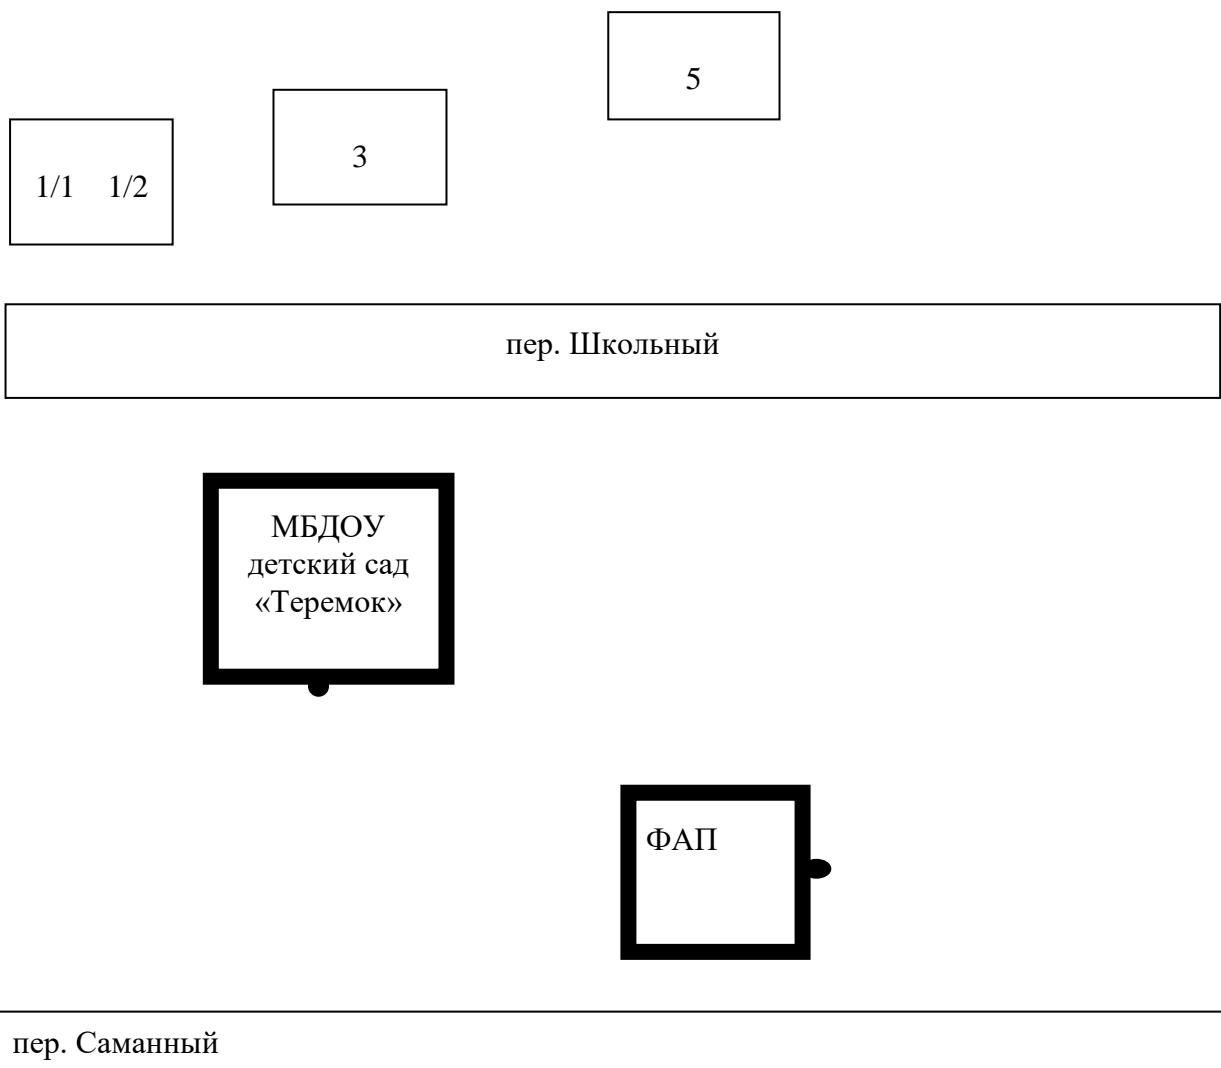 5
3
1/1 1/2
пер. Школьный
МБДОУ
детский сад
«Теремок»
ФАП
пер. Саманный